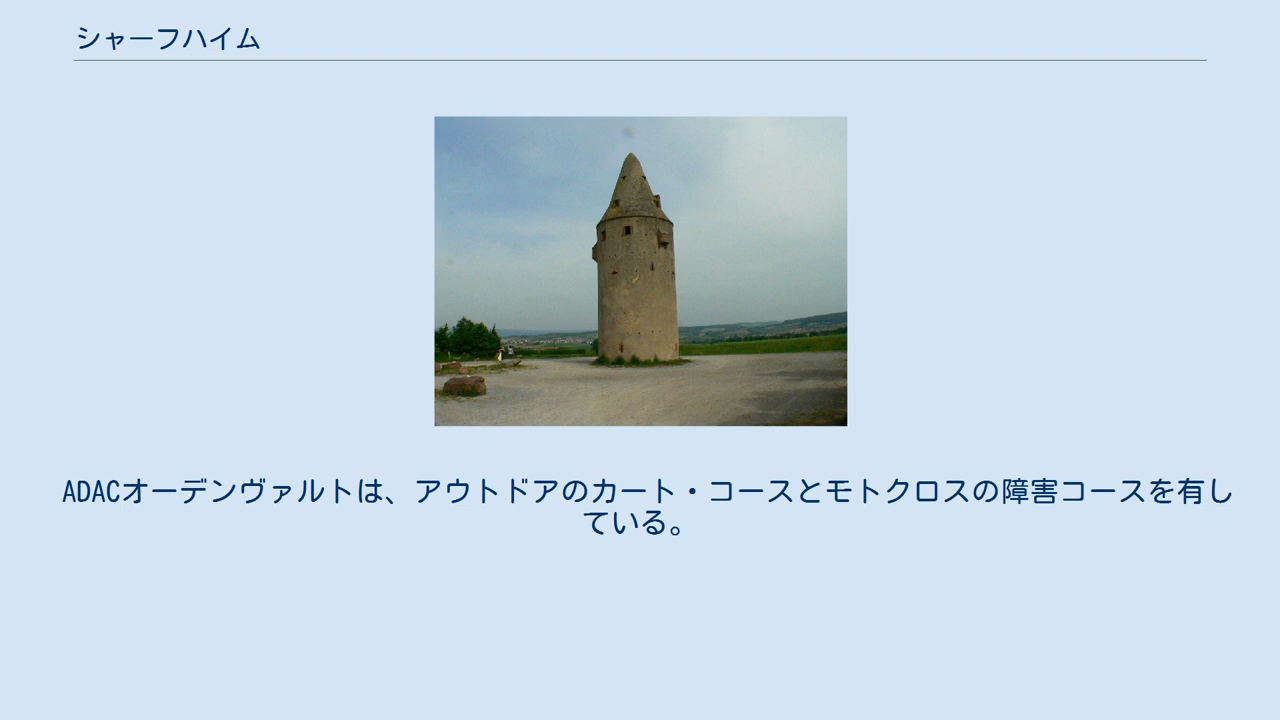 シャーフハイム
ADACオーデンヴァルトは、アウトドアのカート・コースとモトクロスの障害コースを有し
ている。